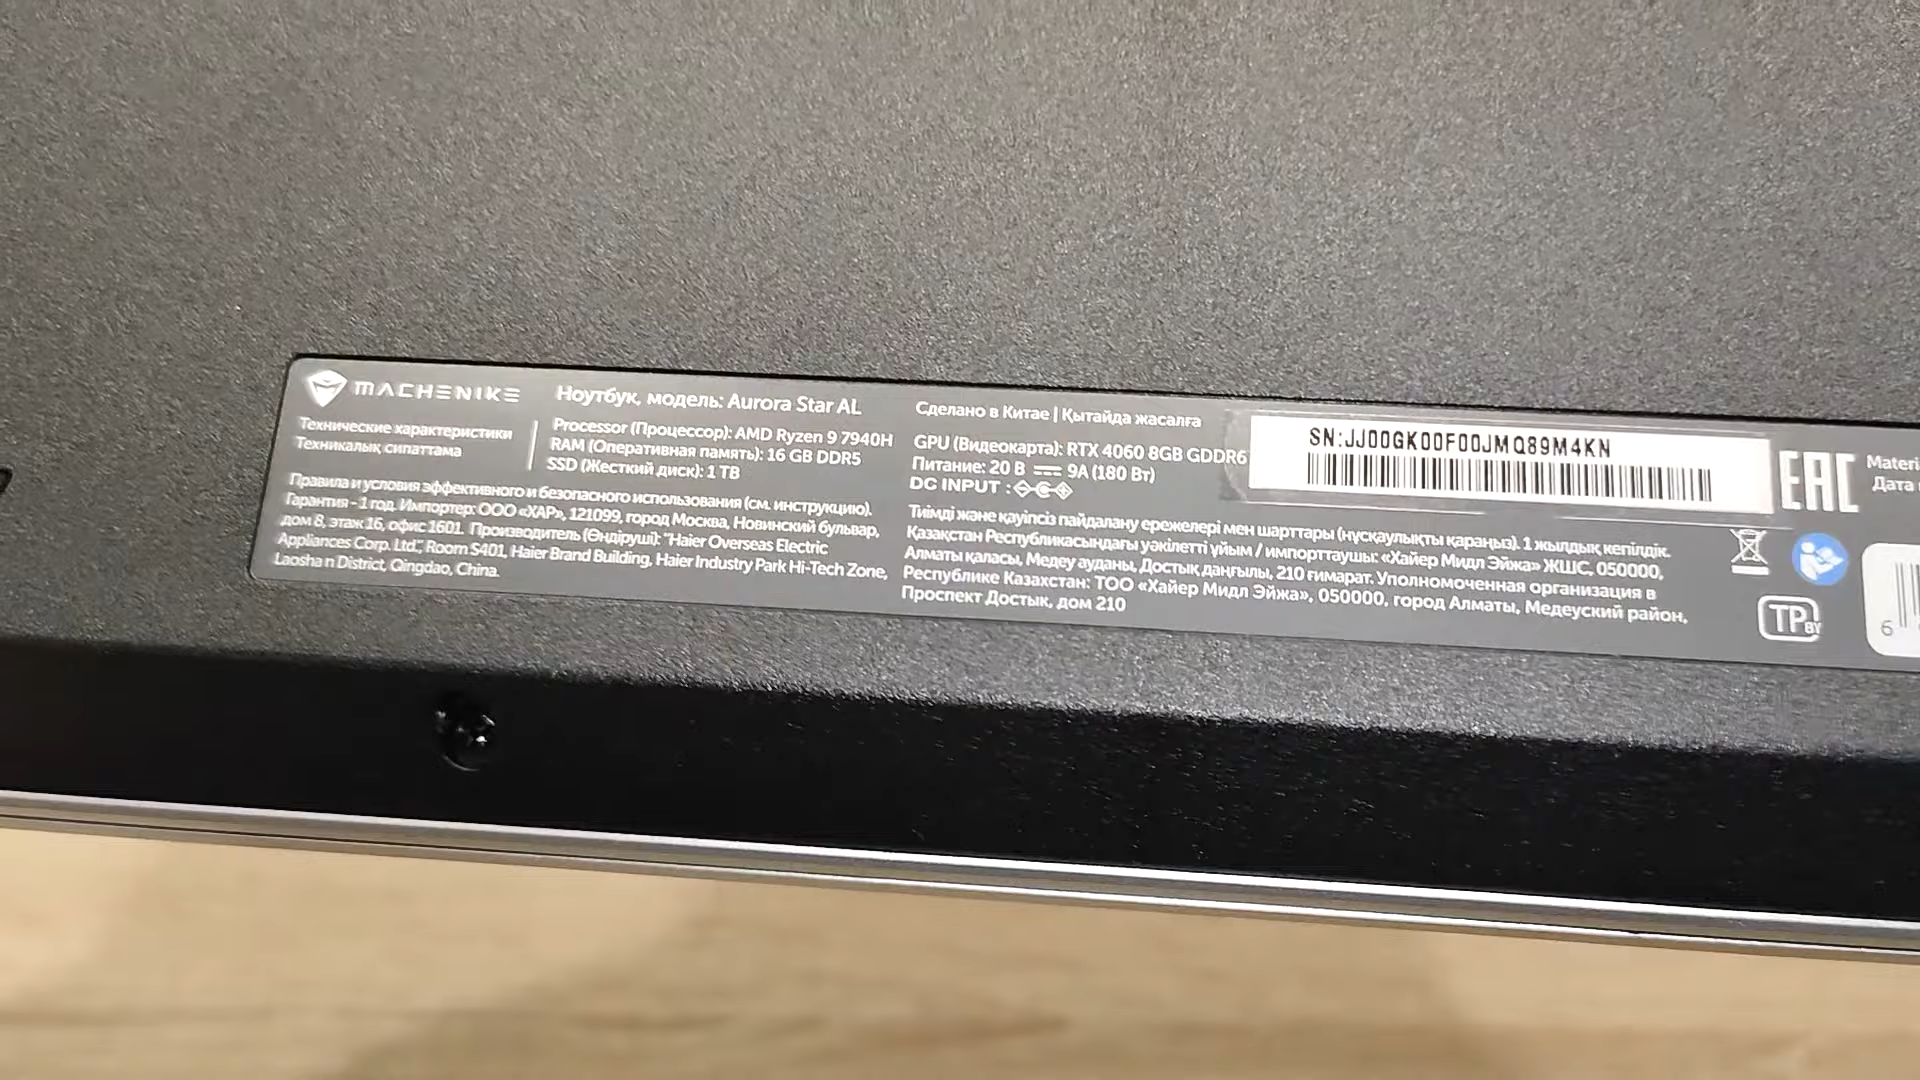 MACHENIKE
Ноутбук, модель: Aurora Star AL
Технические характеристики
Техникалық сипаттама
Processor (Процессор): AMD Ryzen 9 7940H
RAM (Оперативная память): 16 GB DDR5
SSD (Жесткий диск): 1 TB
Правила и условия эффективного и безопасного использования (см. инструкцию).
Гарантия - 1 год. Импортер: ООО «ХАР», 121099, город Москва, Новинский бульвар,
дом 8, этаж 16, офис 1601. Производитель (Өндіруші): "Haier Overseas Electric
Appliances Corp. Ltd.", Room S401, Haier Brand Building, Haier Industry Park Hi-Tech Zone,
Laosha n District, Qingdao, China.
Сделано в Китае | Қытайда жасалға
GPU (Видеокарта): RTX 4060 8GB GDDR6
Питание: 20 В 9А (180 Вт)
DC INPUT :
SN:JJ00GK00F00JMQ89M4KN
Тиімді және қауіпсіз пайдалану ережелері мен шарттары (нұсқаулықты қараңыз). 1 жылдық кепілдік.
Қазақстан Республикасындағы уәкілетті ұйым / импорттаушы: «Хайер Мидл Эйжа» ЖШС, 050000,
Алматы қаласы, Медеу ауданы, Достық даңғылы, 210 ғимарат. Уполномоченная организация в
Республике Казахстан: ТОО «Хайер Мидл Эйжа», 050000, город Алматы, Медеуский район,
Проспект Достык, дом 210
EAC
Materi
Дата
TP BY
6